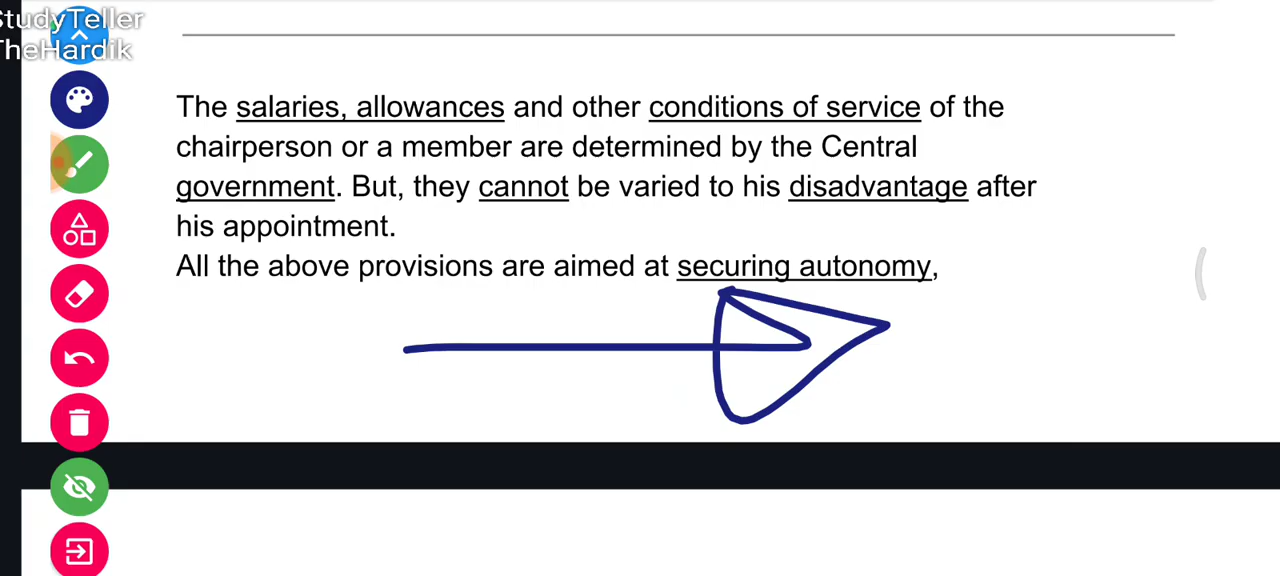 StudyTeller
TheHardik
The salaries, allowances and other conditions of service of the
chairperson or a member are determined by the Central
government. But, they cannot be varied to his disadvantage after
his appointment.
All the above provisions are aimed at securing autonomy,